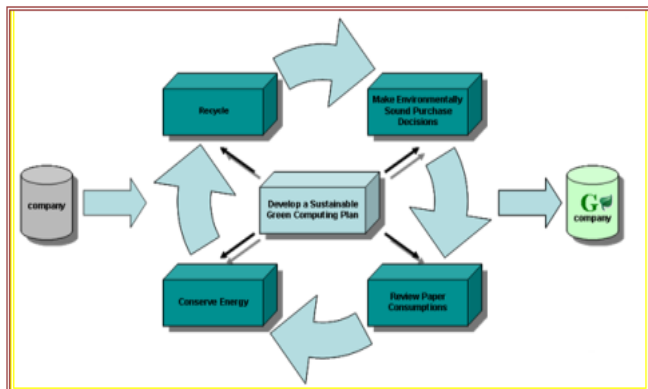 Recycle
Make Environmentally
Sound Purchase
Decisions
company
Develop a Sustainable
Green Computing Plan
G
company
Conserve Energy
Review Paper
Consumptions